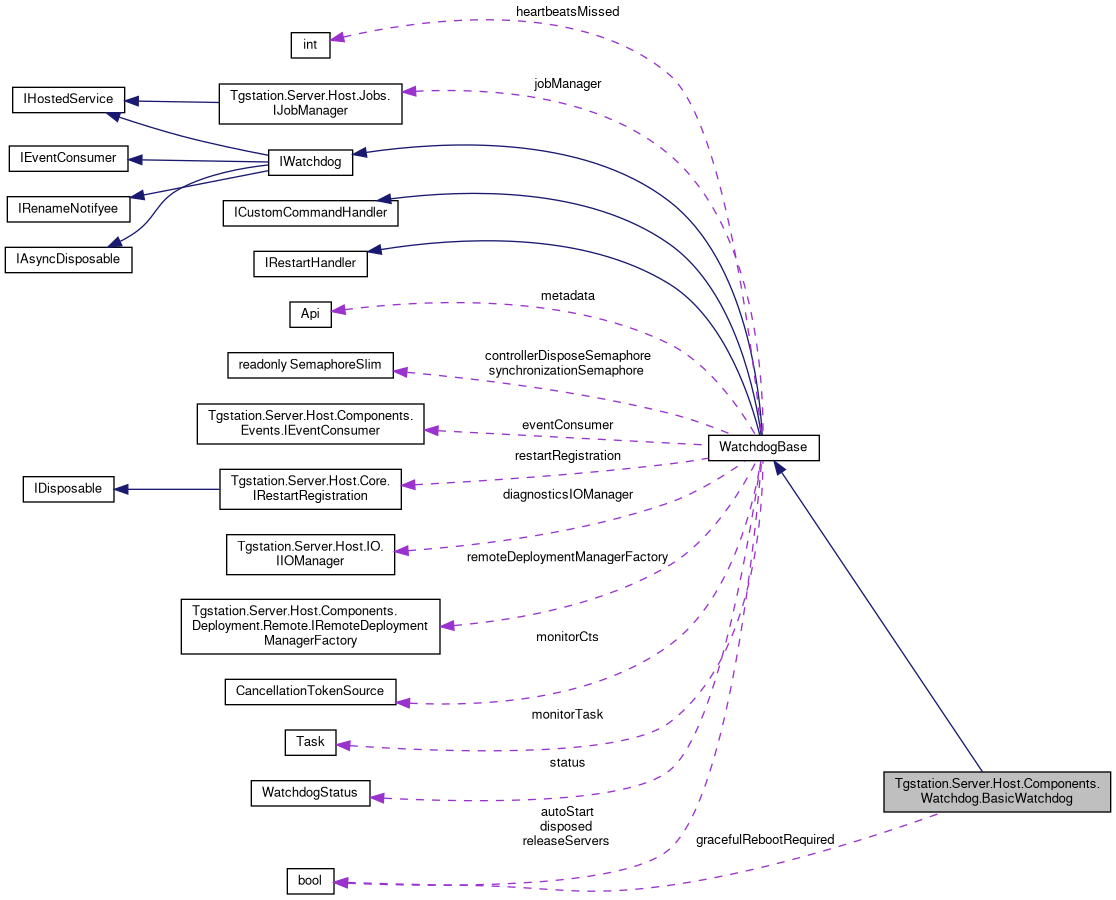 heartbeatsMissed
int
jobManager
IHostedService
Tgstation.Server.Host.Jobs.
IJobManager
IEventConsumer
IWatchdog
IRenameNotifyee
ICustomCommandHandler
IAsyncDisposable
IRestartHandler
metadata
Api
controllerDisposeSemaphore
synchronizationSemaphore
readonly SemaphoreSlim
Tgstation.Server.Host.Components.
Events.IEventConsumer
eventConsumer
WatchdogBase
restartRegistration
IDisposable
Tgstation.Server.Host.Core.
IRestartRegistration
diagnosticsIOManager
Tgstation.Server.Host.IO.
IIOManager
remoteDeploymentManagerFactory
Tgstation.Server.Host.Components.
Deployment.Remote.IRemoteDeployment
ManagerFactory
monitorCts
CancellationTokenSource
monitorTask
Task
status
WatchdogStatus
Tgstation.Server.Host.Components.
Watchdog.BasicWatchdog
autoStart
disposed
releaseServers
gracefulRebootRequired
bool